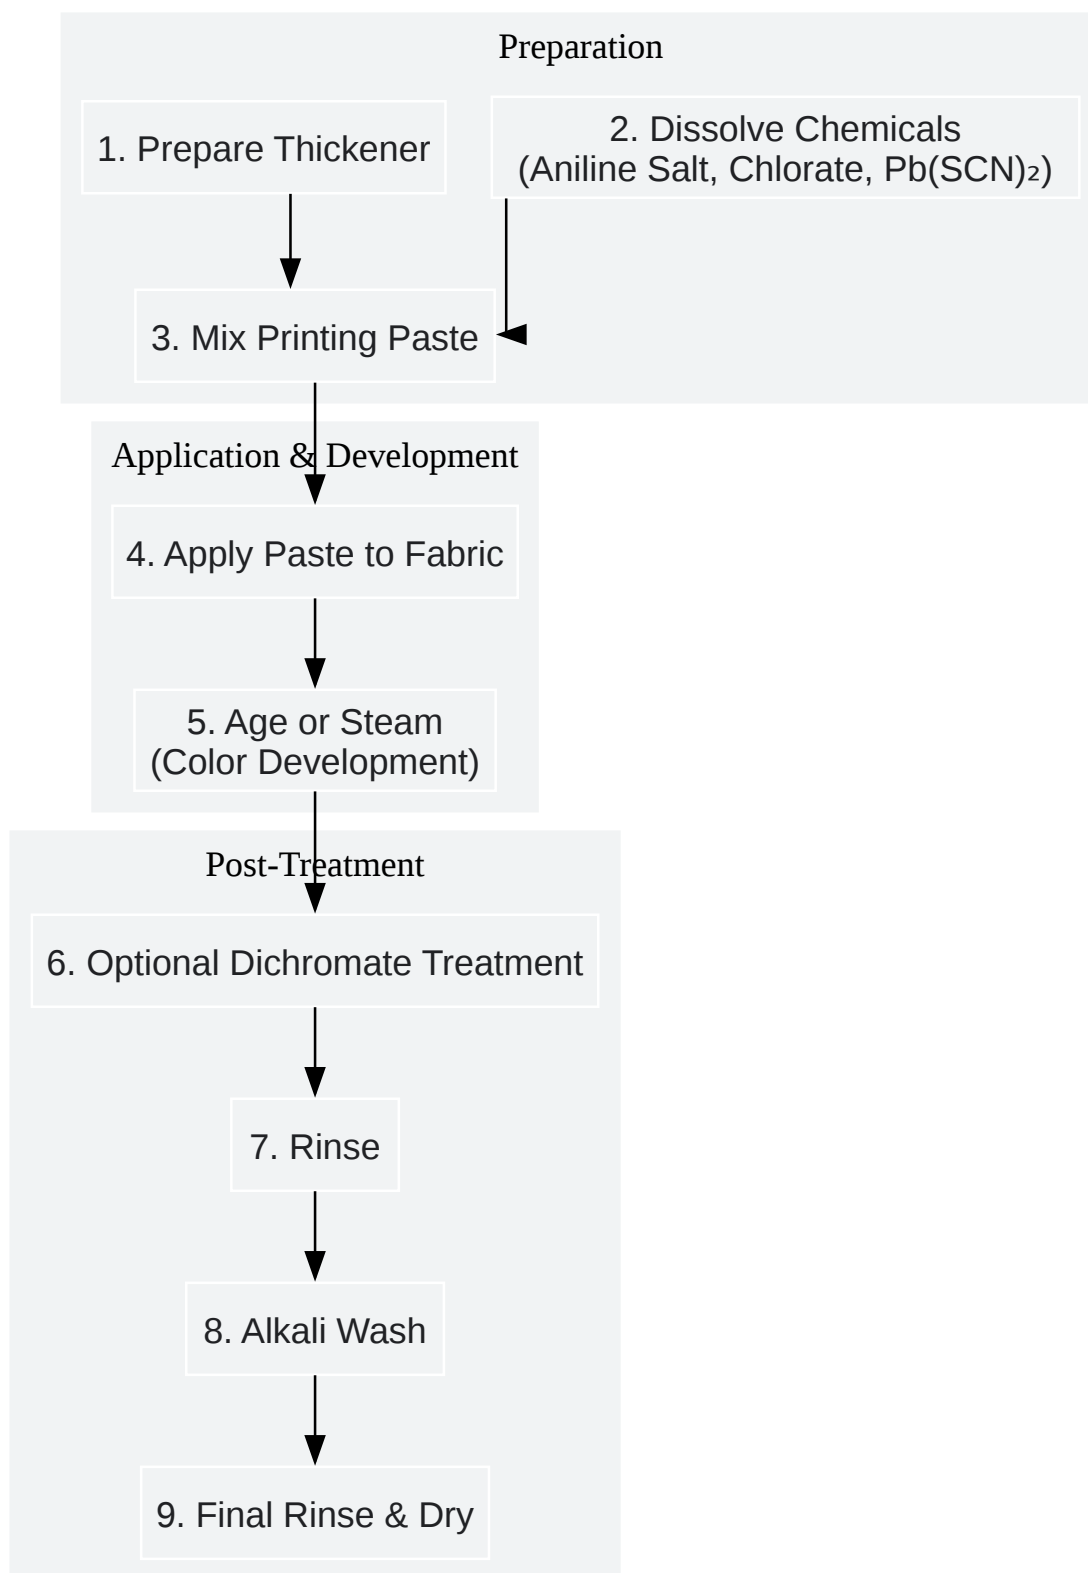 Preparation
1. Prepare Thickener
2. Dissolve Chemicals
(Aniline Salt, Chlorate, Pb(SCN)₂)
3. Mix Printing Paste
Application & Development
4. Apply Paste to Fabric
5. Age or Steam
(Color Development)
Post-Treatment
6. Optional Dichromate Treatment
7. Rinse
8. Alkali Wash
9. Final Rinse & Dry